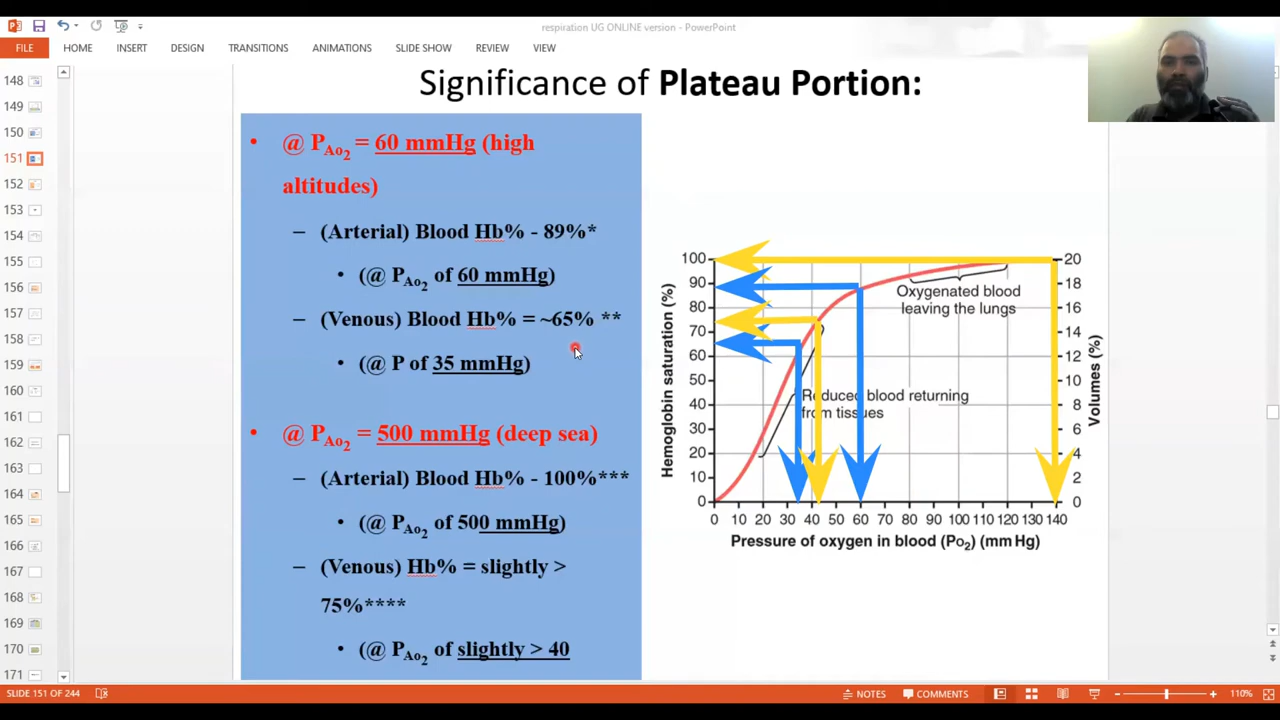 respiration UG ONLINE version - PowerPoint
FILE HOME INSERT DESIGN TRANSITIONS ANIMATIONS SLIDE SHOW REVIEW VIEW
148
149
150
151
152
153
154
155
156
157
158
159
160
161
162
163
164
165
166
167
168
169
170
171
Significance of Plateau Portion:
• @ PAo2 = 60 mmHg (high
altitudes)
– (Arterial) Blood Hb% - 89%*
• (@ PAo2 of 60 mmHg)
– (Venous) Blood Hb% = ~65% **
• (@ P of 35 mmHg)
• @ PAo2 = 500 mmHg (deep sea)
– (Arterial) Blood Hb% - 100%***
• (@ PAo2 of 500 mmHg)
– (Venous) Hb% = slightly >
75%****
• (@ PAo2 of slightly > 40
Hemoglobin saturation (%)
100
90
80
70
60
50
40
30
20
10
0
Oxygenated blood
leaving the lungs
Reduced blood returning
from tissues
20
18
16
14
12
10
8
6
4
2
0
Volumes (%)
0 10 20 30 40 50 60 70 80 90 100 110 120 130 140
Pressure of oxygen in blood (Po2) (mm Hg)
SLIDE 151 OF 244 NOTES COMMENTS 110%